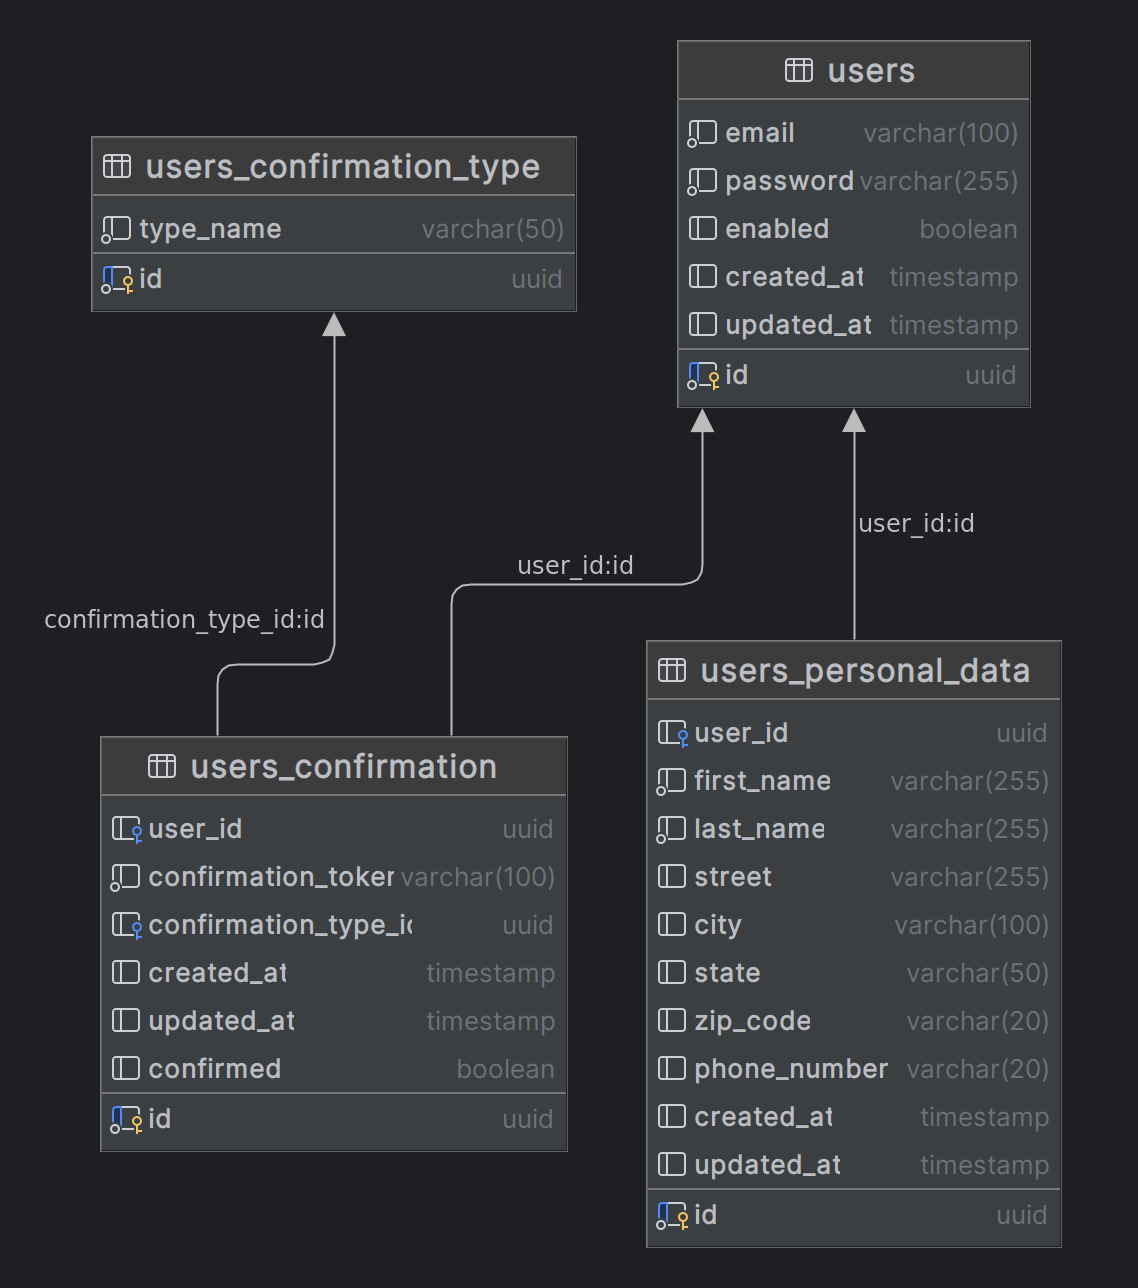 users
email varchar(100)
password varchar(255)
enabled boolean
created_at timestamp
updated_at timestamp
id uuid
users_confirmation_type
type_name varchar(50)
id uuid
user_id:id
user_id:id
confirmation_type_id:id
users_personal_data
user_id uuid
first_name varchar(255)
last_name varchar(255)
street varchar(255)
city varchar(100)
state varchar(50)
zip_code varchar(20)
phone_number varchar(20)
created_at timestamp
updated_at timestamp
id uuid
users_confirmation
user_id uuid
confirmation_token varchar(100)
confirmation_type_id uuid
created_at timestamp
updated_at timestamp
confirmed boolean
id uuid